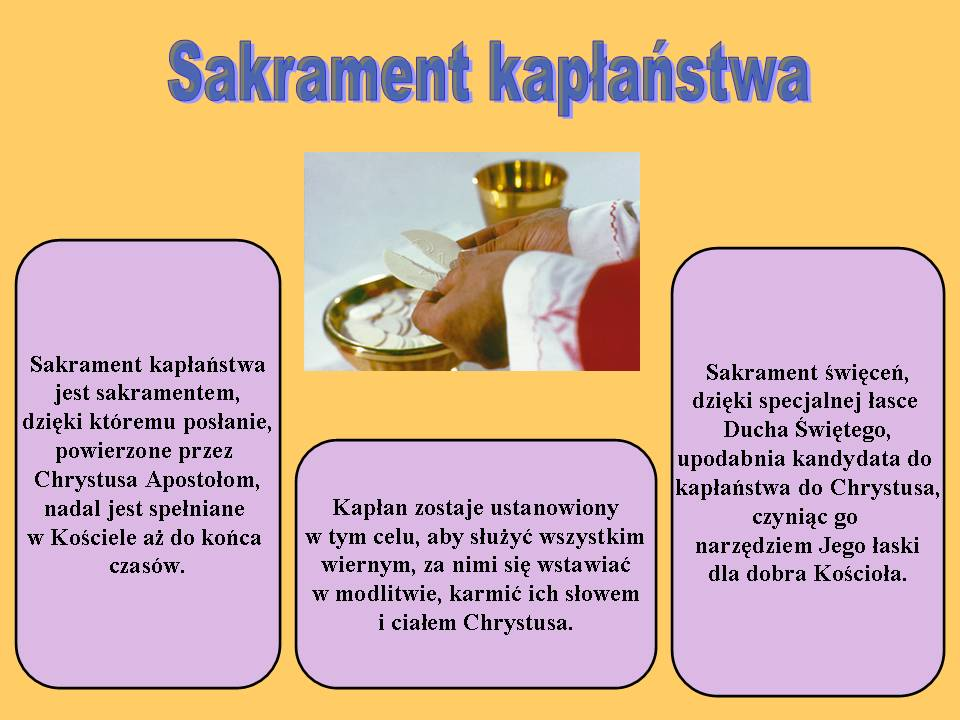 Sakrament kapłaństwa
Sakrament kapłaństwa
jest sakramentem,
dzięki któremu posłanie,
powierzone przez
Chrystusa Apostołom,
nadal jest spełniane
w Kościele aż do końca
czasów.
Kapłan zostaje ustanowiony
w tym celu, aby służyć wszystkim
wiernym, za nimi się wstawiać
w modlitwie, karmić ich słowem
i ciałem Chrystusa.
Sakrament święceń,
dzięki specjalnej łasce
Ducha Świętego,
upodabnia kandydata do
kapłaństwa do Chrystusa,
czyniąc go
narzędziem Jego łaski
dla dobra Kościoła.